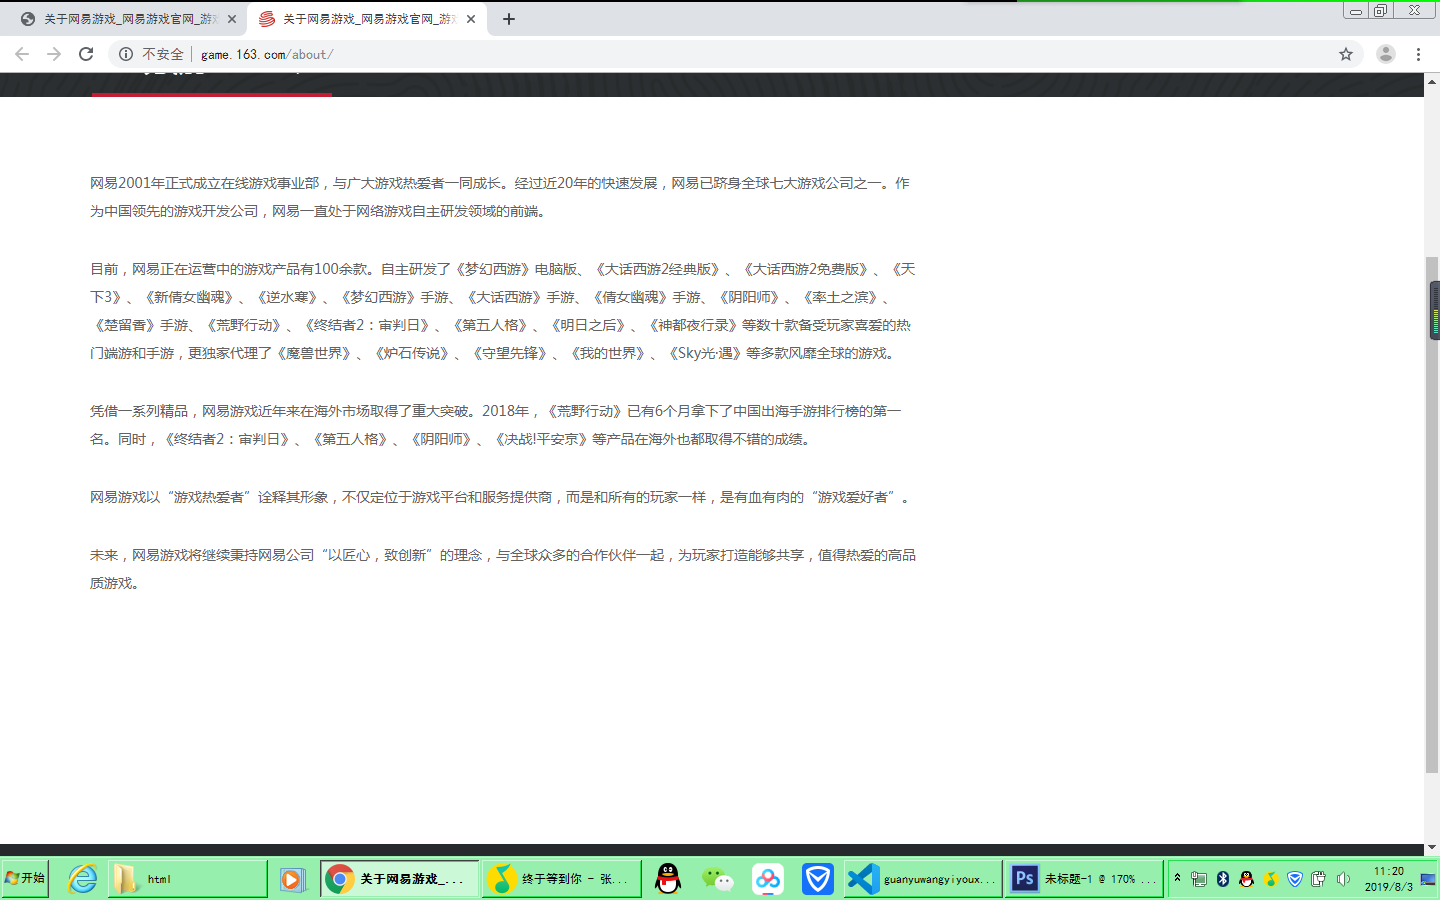 关于网易游戏_网易游戏官网_游戏
关于网易游戏_网易游戏官网_游戏
不安全
game.163.com/about/
网易2001年正式成立在线游戏事业部，与广大游戏热爱者一同成长。经过近20年的快速发展，网易已跻身全球七大游戏公司之一。作
为中国领先的游戏开发公司，网易一直处于网络游戏自主研发领域的前端。
目前，网易正在运营中的游戏产品有100余款。自主研发了《梦幻西游》电脑版、《大话西游2经典版》、《大话西游2免费版》、《天
下3》、《新倩女幽魂》、《逆水寒》、《梦幻西游》手游、《大话西游》手游、《倩女幽魂》手游、《阴阳师》、《率土之滨》、
《楚留香》手游、《荒野行动》、《终结者2：审判日》、《第五人格》、《明日之后》、《神都夜行录》等数十款备受玩家喜爱的热
门端游和手游，更独家代理了《魔兽世界》、《炉石传说》、《守望先锋》、《我的世界》、《Sky光·遇》等多款风靡全球的游戏。
凭借一系列精品，网易游戏近年来在海外市场取得了重大突破。2018年，《荒野行动》已有6个月拿下了中国出海手游排行榜的第一
名。同时，《终结者2：审判日》、《第五人格》、《阴阳师》、《决战!平安京》等产品在海外也都取得不错的成绩。
网易游戏以“游戏热爱者”诠释其形象，不仅定位于游戏平台和服务提供商，而是和所有的玩家一样，是有血有肉的“游戏爱好者”。
未来，网易游戏将继续秉持网易公司“以匠心，致创新”的理念，与全球众多的合作伙伴一起，为玩家打造能够共享，值得热爱的高品
质游戏。
开始
html
关于网易游戏_...
终于等到你 - 张...
guanyuwangyiyoux...
Ps
未标题-1 @ 170% ...
11:20
2019/8/3